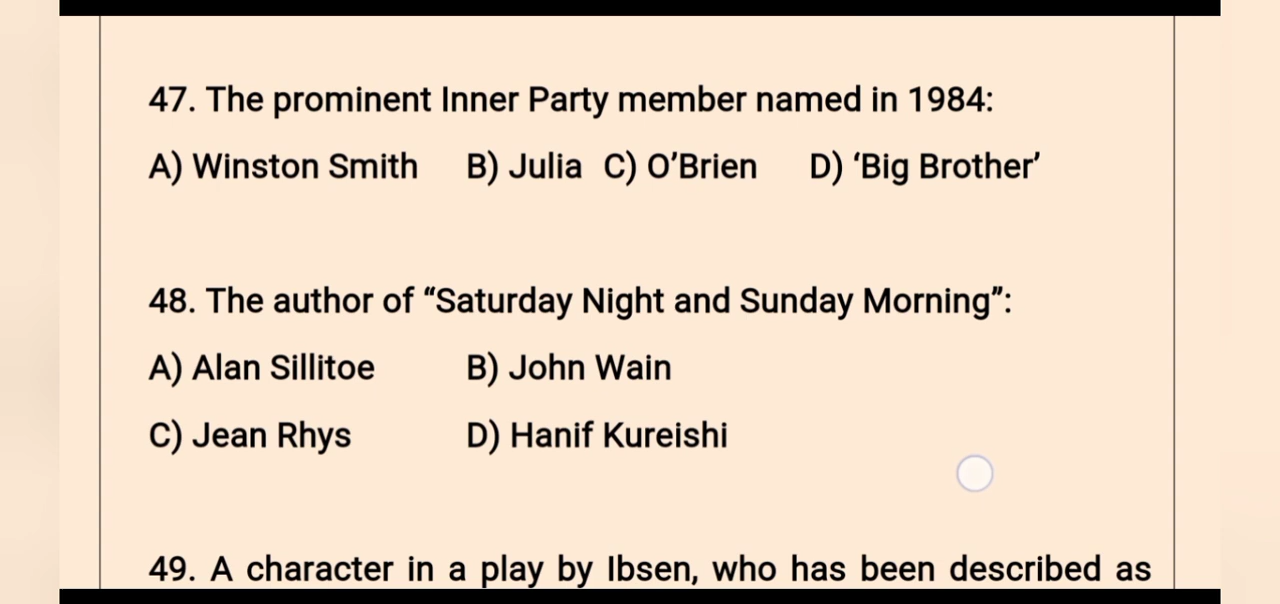 47. The prominent Inner Party member named in 1984:
A) Winston Smith B) Julia C) O’Brien D) ‘Big Brother’
48. The author of “Saturday Night and Sunday Morning”:
A) Alan Sillitoe B) John Wain
C) Jean Rhys D) Hanif Kureishi
49. A character in a play by Ibsen, who has been described as